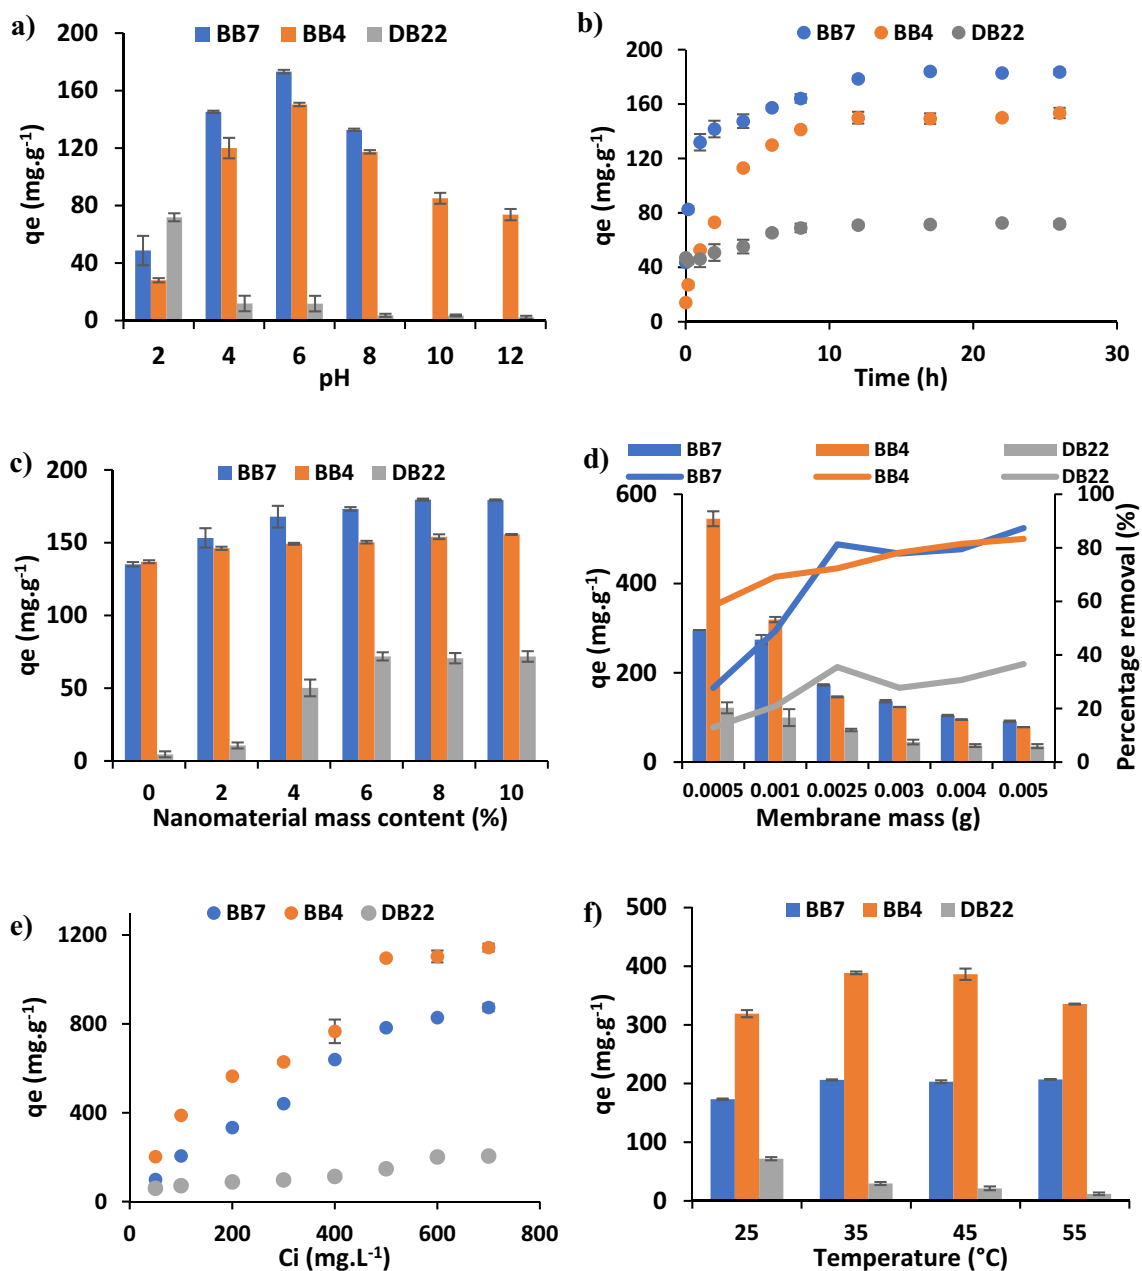 a)
BB7 BB4 DB22
200
160
120
80
40
0
qe (mg.g-1)
2 4 6 8 10 12
pH
b)
BB7 BB4 DB22
200
160
120
80
40
0
qe (mg.g-1)
0 10 20 30
Time (h)
c)
BB7 BB4 DB22
200
150
100
50
0
qe (mg.g-1)
0 2 4 6 8 10
Nanomaterial mass content (%)
d)
BB7 BB4 DB22
BB7 BB4 DB22
600
400
200
0
qe (mg.g-1)
100
80
60
40
20
0
Percentage removal (%)
0.0005 0.001 0.0025 0.003 0.004 0.005
Membrane mass (g)
e)
BB7 BB4 DB22
1200
800
400
0
qe (mg.g-1)
0 200 400 600 800
Ci (mg.L-1)
f)
BB7 BB4 DB22
500
400
300
200
100
0
qe (mg.g-1)
25 35 45 55
Temperature (°C)